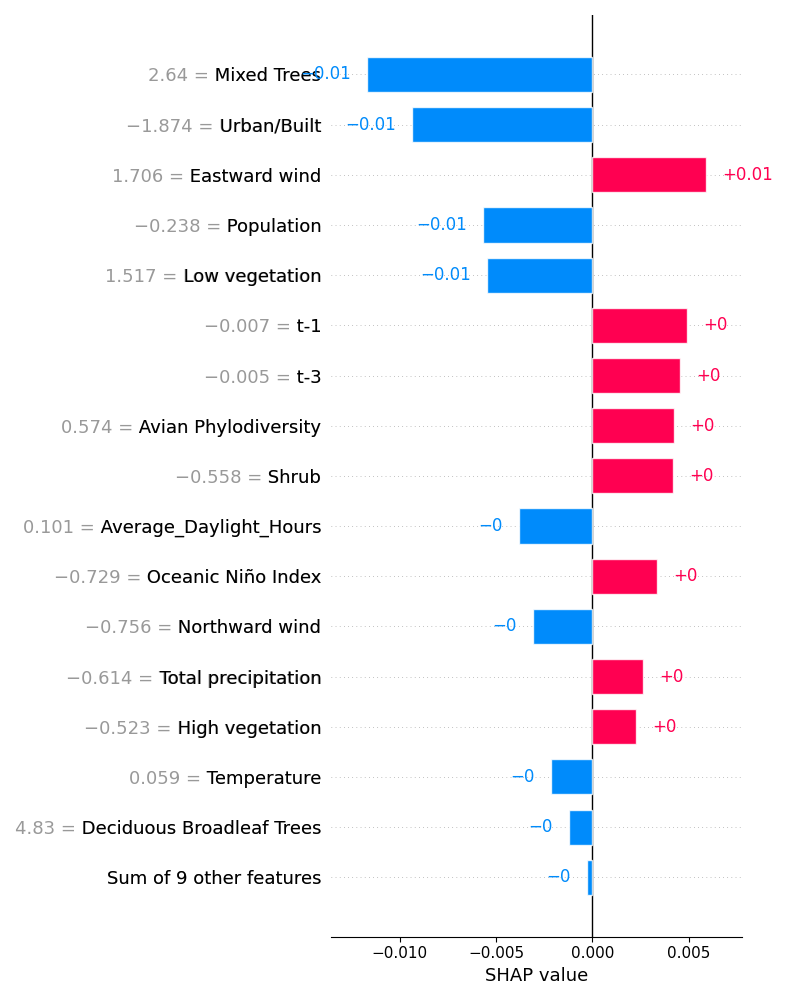 2.64 = Mixed Trees −0.01
−1.874 = Urban/Built −0.01
1.706 = Eastward wind +0.01
−0.238 = Population −0.01
1.517 = Low vegetation −0.01
−0.007 = t-1 +0
−0.005 = t-3 +0
0.574 = Avian Phylodiversity +0
−0.558 = Shrub +0
0.101 = Average_Daylight_Hours −0
−0.729 = Oceanic Niño Index +0
−0.756 = Northward wind −0
−0.614 = Total precipitation +0
−0.523 = High vegetation +0
0.059 = Temperature −0
4.83 = Deciduous Broadleaf Trees −0
Sum of 9 other features −0
−0.010 −0.005 0.000 0.005
SHAP value